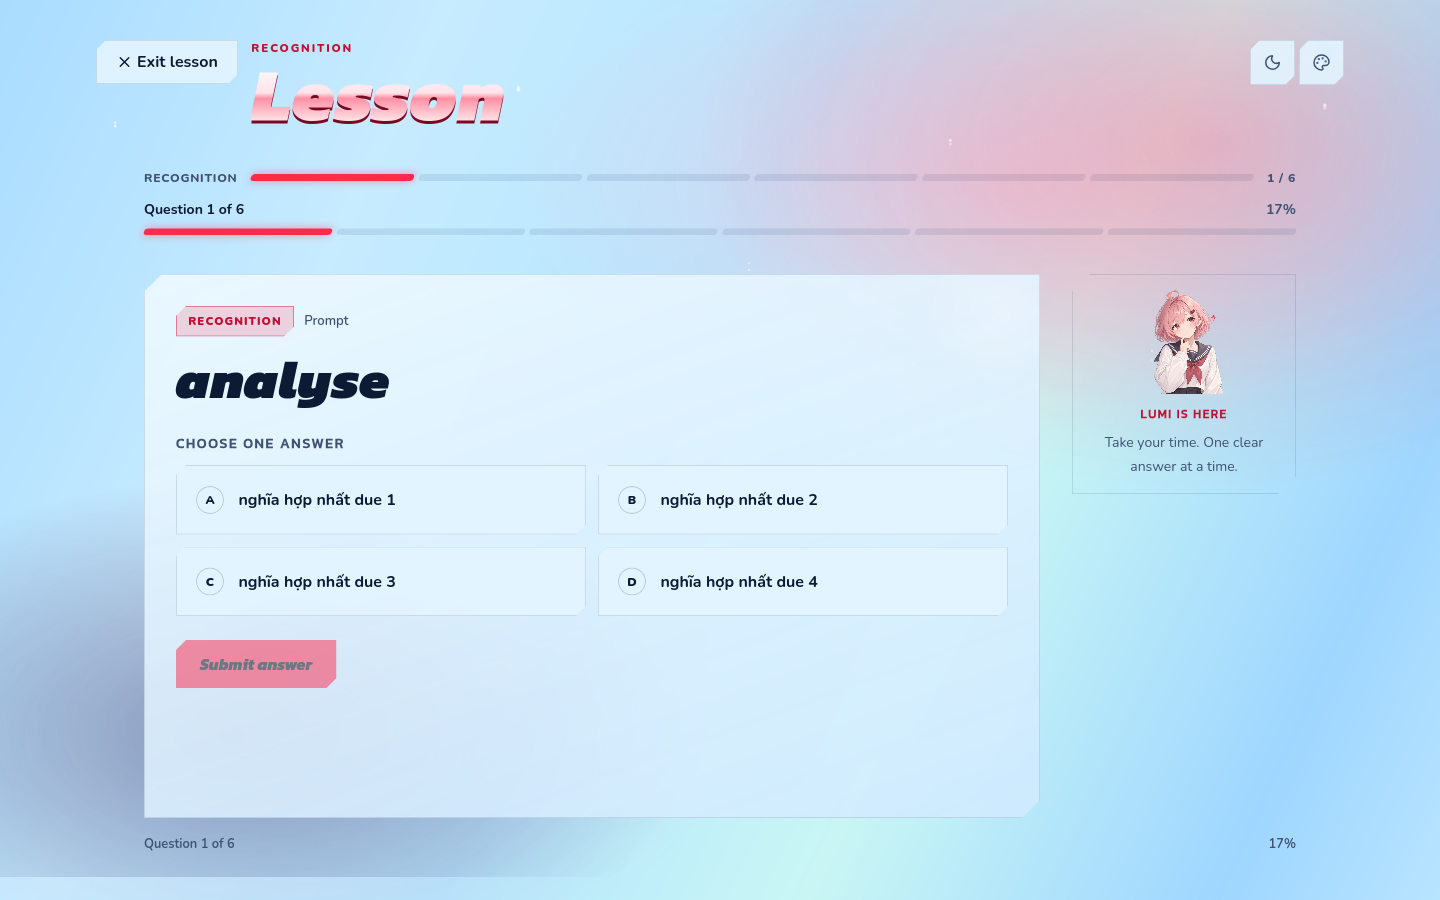 Exit lesson
RECOGNITION
Lesson
RECOGNITION
1 / 6
Question 1 of 6
17%
RECOGNITION
Prompt
analyse
CHOOSE ONE ANSWER
A
nghĩa hợp nhất due 1
B
nghĩa hợp nhất due 2
C
nghĩa hợp nhất due 3
D
nghĩa hợp nhất due 4
Submit answer
LUMI IS HERE
Take your time. One clear
answer at a time.
Question 1 of 6
17%